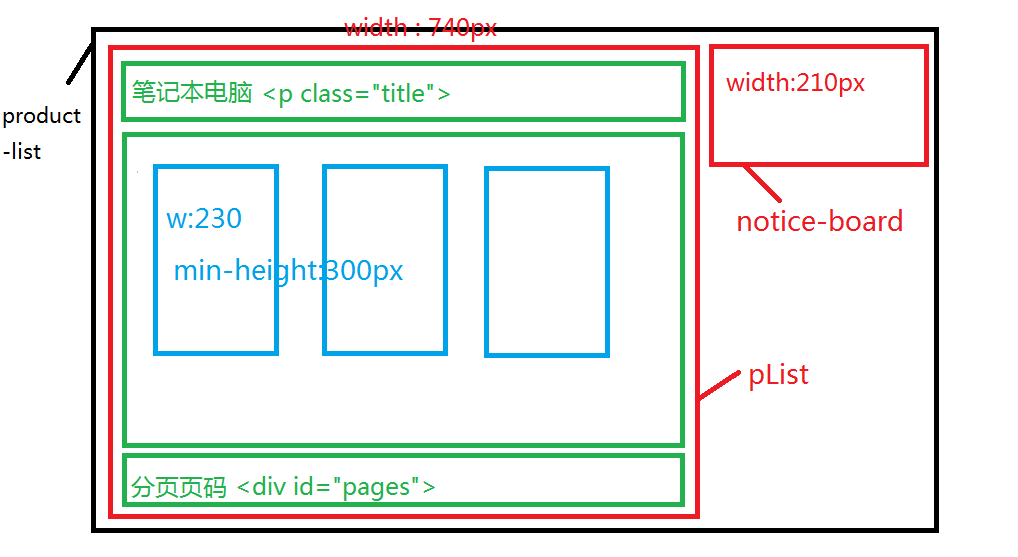 width : 740px
笔记本电脑 <p class="title">
width:210px
product
-list
w:230
min-height:300px
notice-board
pList
分页页码 <div id="pages">